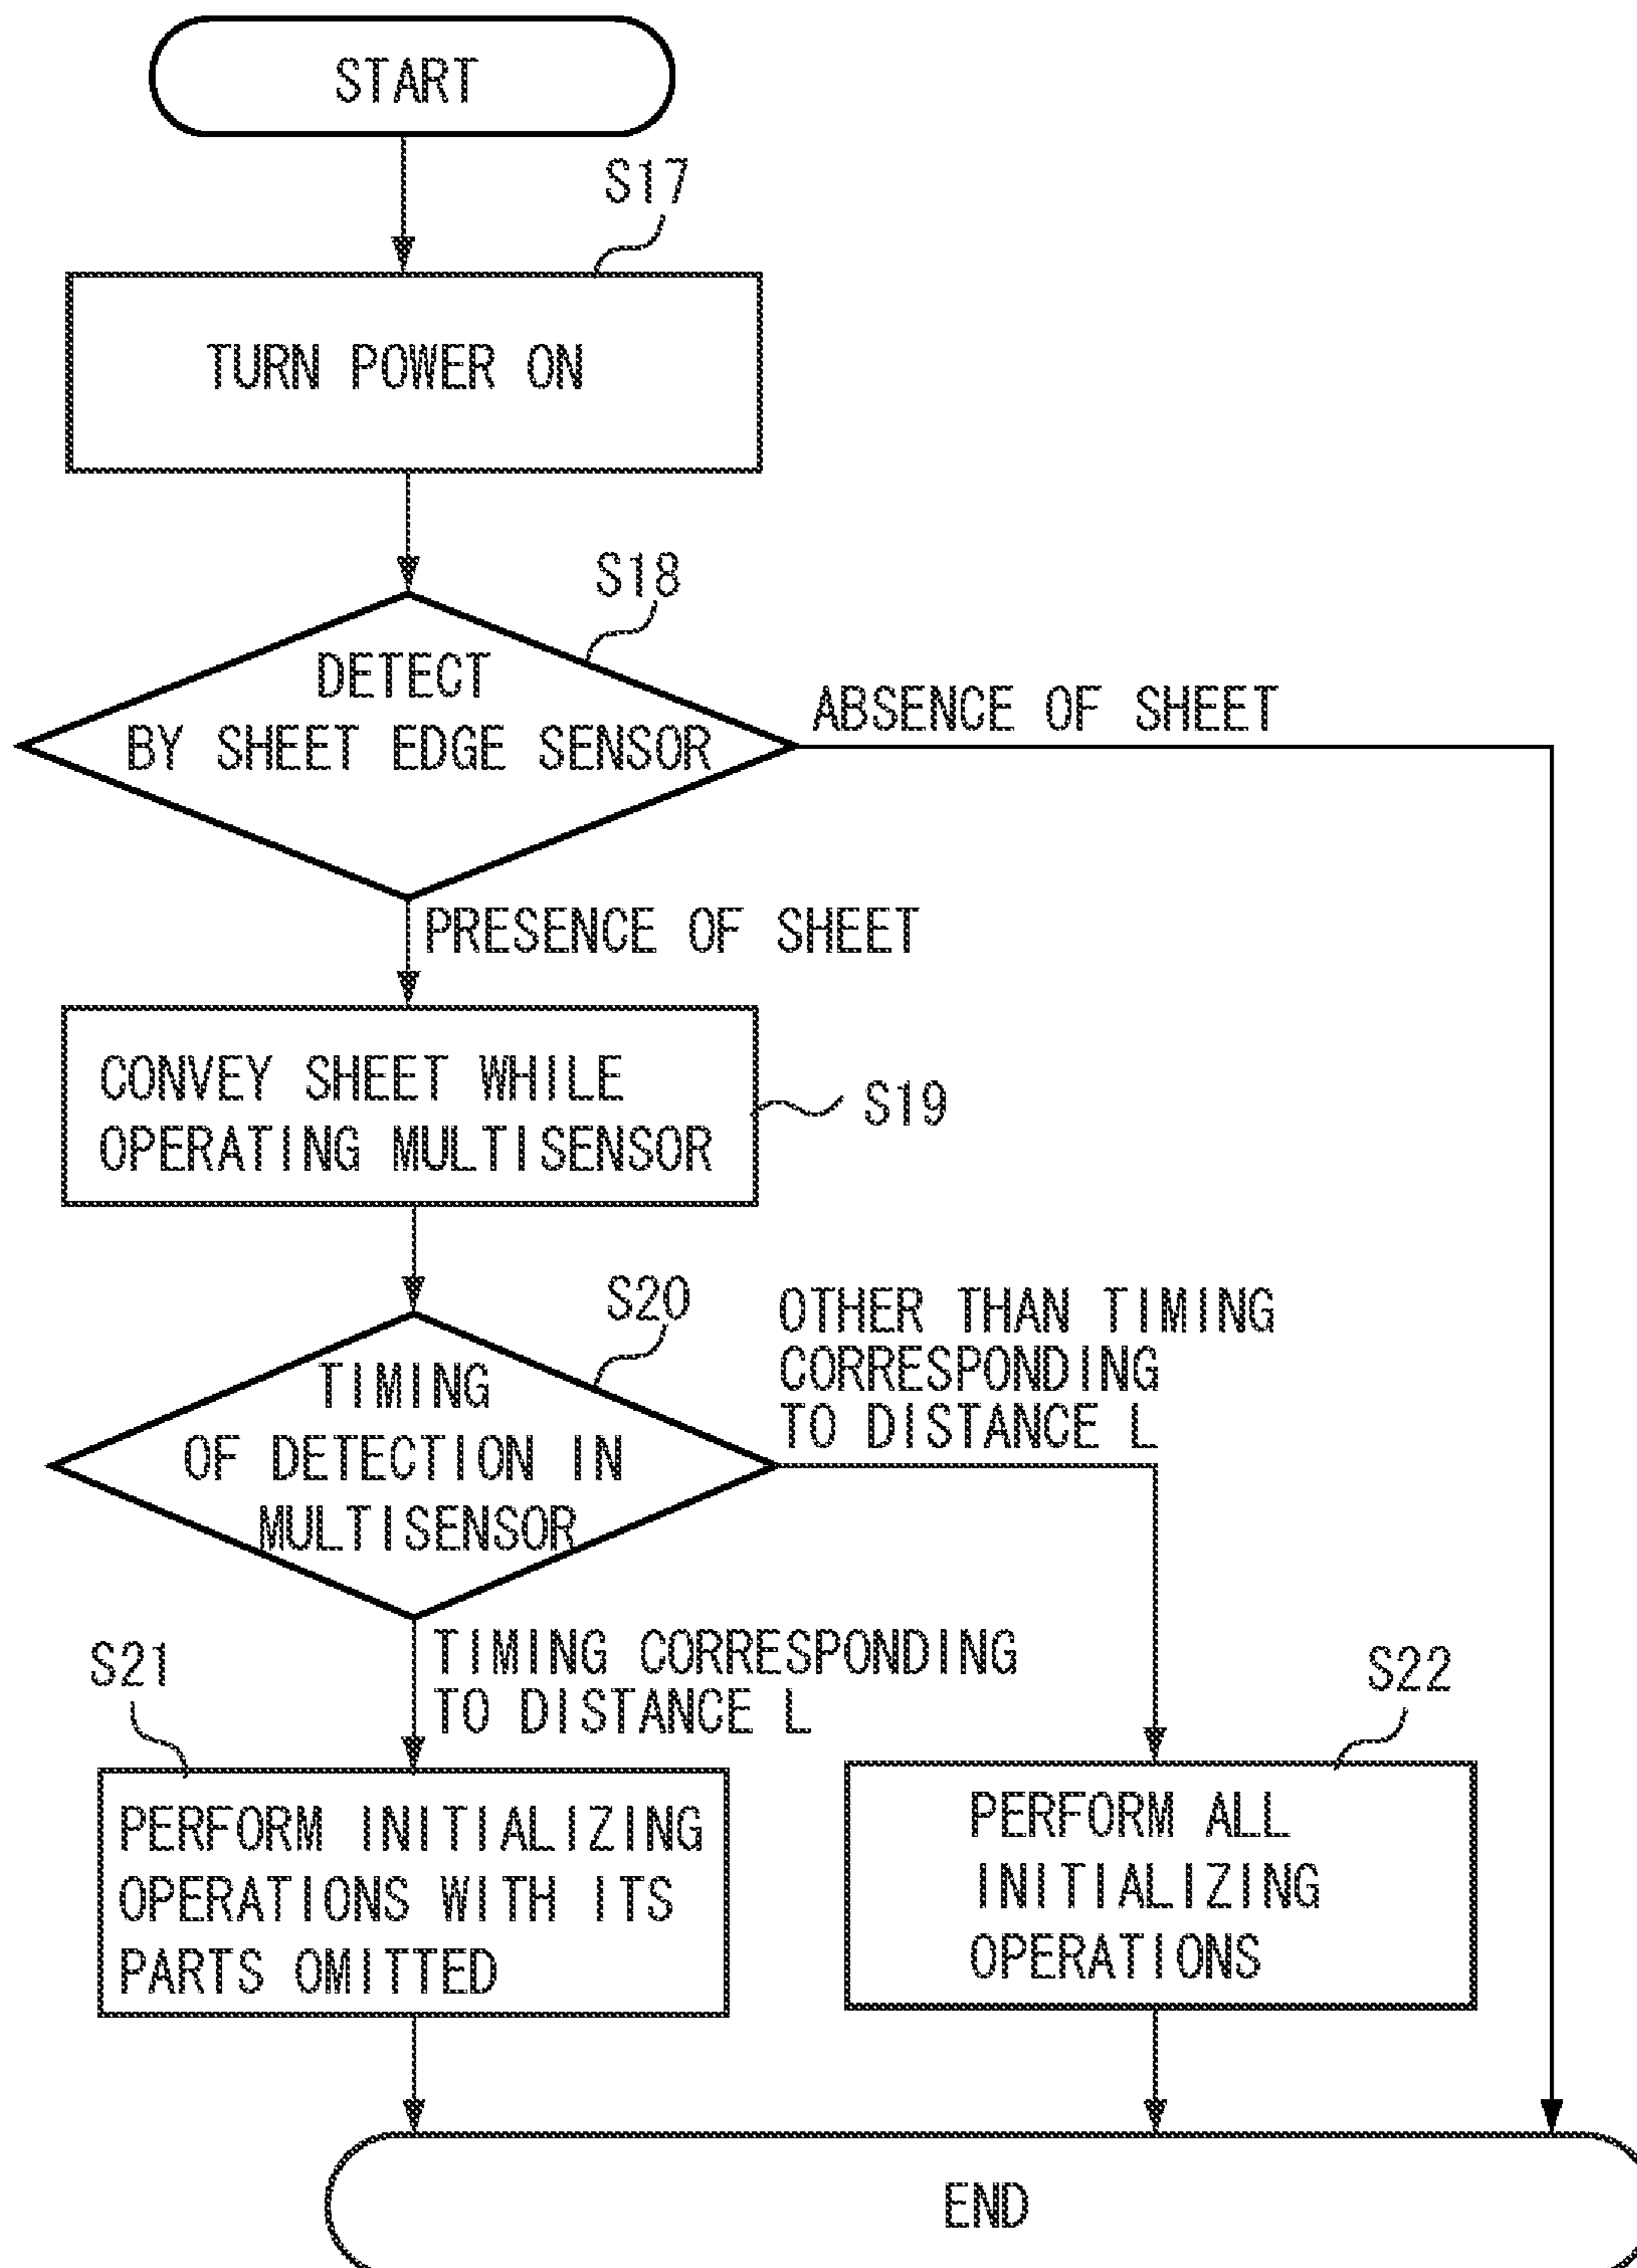 START
S17
TURN POWER ON
S18
DETECT
BY SHEET EDGE SENSOR
ABSENCE OF SHEET
PRESENCE OF SHEET
CONVEY SHEET WHILE
OPERATING MULTISENSOR
S19
S20
TIMING
OF DETECTION IN
MULTISENSOR
OTHER THAN TIMING
CORRESPONDING
TO DISTANCE L
TIMING CORRESPONDING
TO DISTANCE L
S21
PERFORM INITIALIZING
OPERATIONS WITH ITS
PARTS OMITTED
S22
PERFORM ALL
INITIALIZING
OPERATIONS
END